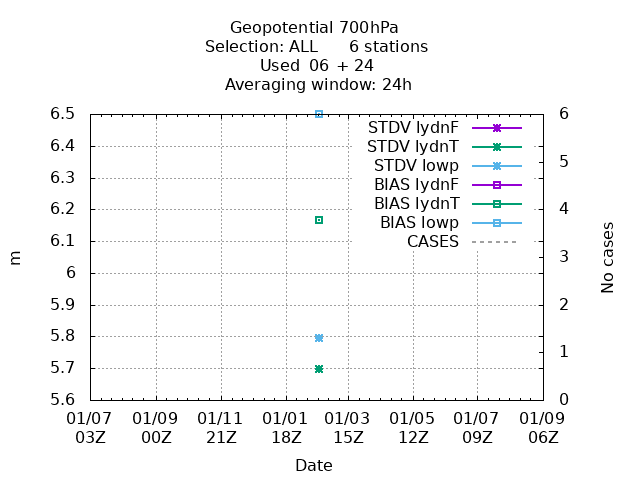 Geopotential 700hPa
Selection: ALL 6 stations
Used 06 + 24
Averaging window: 24h
6.5
6.4
6.3
6.2
6.1
6
5.9
5.8
5.7
5.6
m
STDV lydnF
STDV lydnT
STDV lowp
BIAS lydnF
BIAS lydnT
BIAS lowp
CASES
6
5
4
3
2
1
0
No cases
01/07 01/09 01/11 01/01 01/03 01/05 01/07 01/09
03Z 00Z 21Z 18Z 15Z 12Z 09Z 06Z
Date